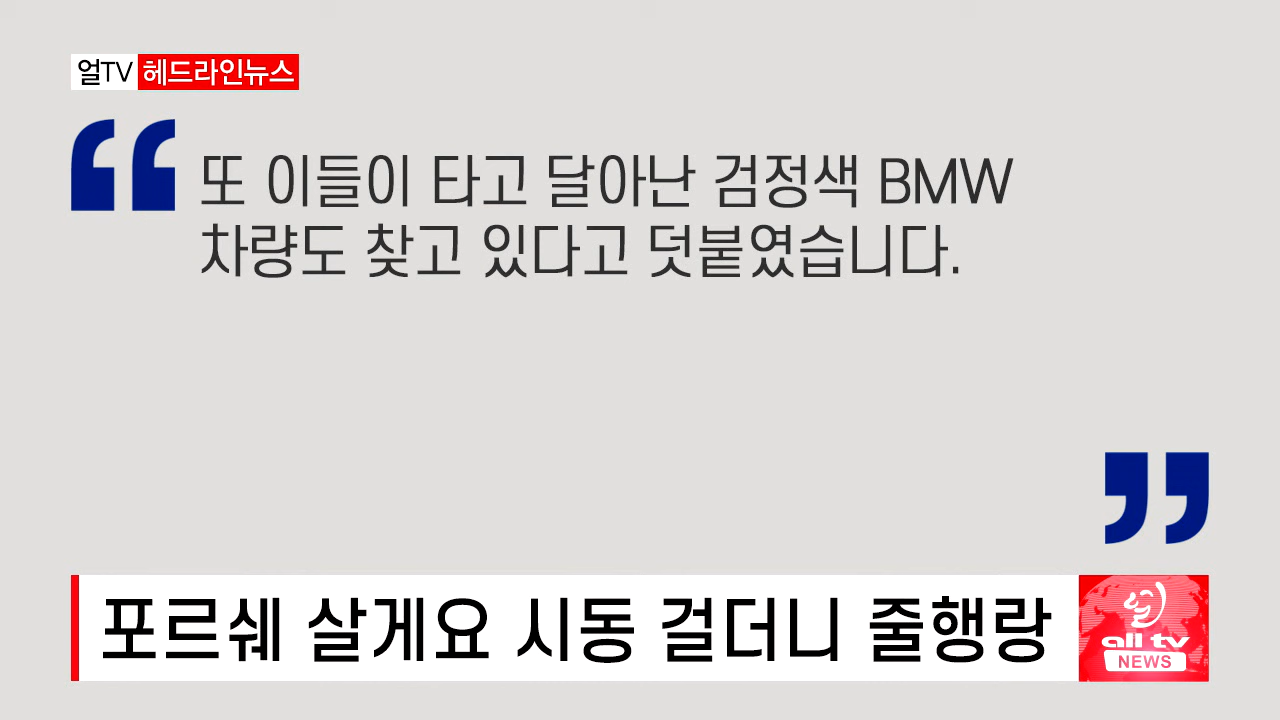 얼TV 헤드라인뉴스
또 이들이 타고 달아난 검정색 BMW
차량도 찾고 있다고 덧붙였습니다.
포르쉐 살게요 시동 걸더니 줄행랑
all tv
NEWS